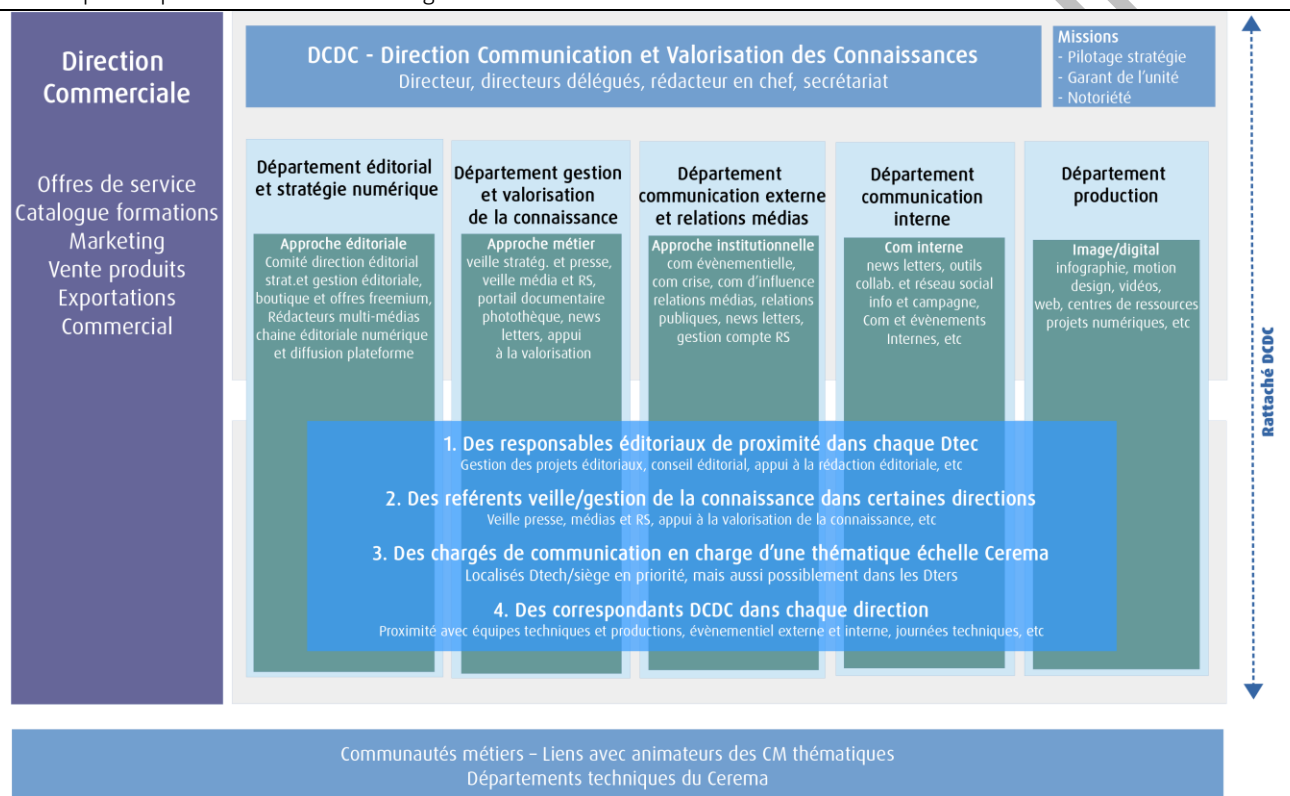 Direction
Commerciale
Offres de service
Catalogue formations
Marketing
Vente produits
Exportations
Commercial
DCDC - Direction Communication et Valorisation des Connaissances
Directeur, directeurs délégués, rédacteur en chef, secrétariat
Missions
- Pilotage stratégie
- Garant de l'unité
- Notoriété
Département éditorial
et stratégie numérique
Approche éditoriale
Comité direction éditorial
strat.et gestion éditoriale,
boutique et offres freemium,
Rédacteurs multi-médias
chaine éditoriale numérique
et diffusion plateforme
Département gestion
et valorisation
de la connaissance
Approche métier
veille stratég. et presse,
veille média et RS,
portail documentaire
photothèque, news
letters, appui
à la valorisation
Département
communication externe
et relations médias
Approche institutionnelle
com évènementielle,
com crise, com d'influence
relations médias, relations
publiques, news letters,
gestion compte RS
Département
communication
interne
Com interne
news letters, outils
collab. et réseau social
info et campagne,
Com et évènements
Internes, etc
Département
production
Image/digital
infographie, motion
design, vidéos,
web, centres de ressources
projets numériques, etc
1. Des responsables éditoriaux de proximité dans chaque Dtec
Gestion des projets éditoriaux, conseil éditorial, appui à la rédaction éditoriale, etc
2. Des référents veille/gestion de la connaissance dans certaines directions
Veille presse, médias et RS, appui à la valorisation de la connaissance, etc
3. Des chargés de communication en charge d'une thématique échelle Cerema
Localisés Dtech/siège en priorité, mais aussi possiblement dans les Dters
4. Des correspondants DCDC dans chaque direction
Proximité avec équipes techniques et productions, évènementiel externe et interne, journées techniques, etc
Rattaché DCDC
Communautés métiers – Liens avec animateurs des CM thématiques
Départements techniques du Cerema